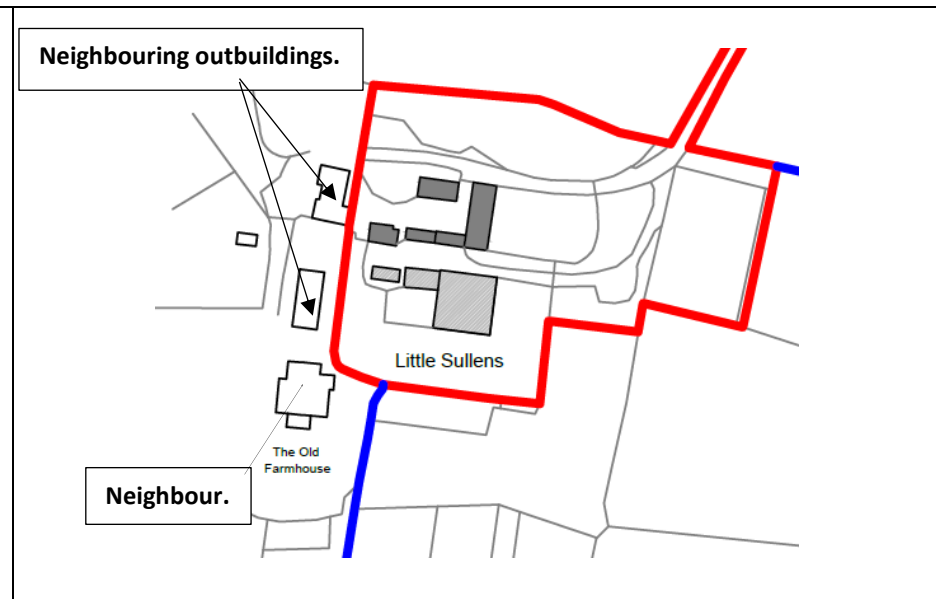 Neighbouring outbuildings.
Little Sullens
The Old
Farmhouse
Neighbour.